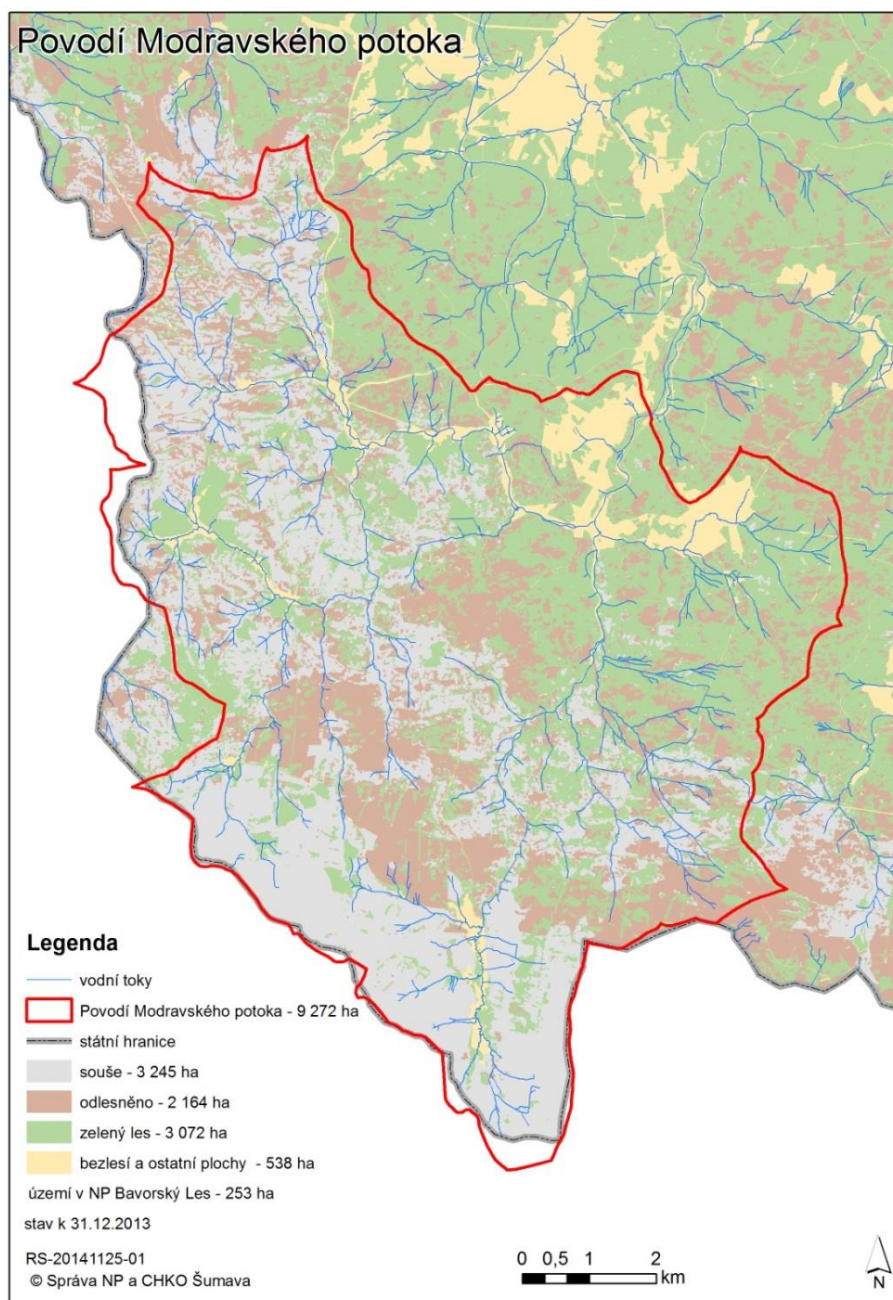 Povodí Modravského potoka
Legenda
vodní toky
Povodí Modravského potoka - 9 272 ha
státní hranice
souše - 3 245 ha
odlesněno - 2 164 ha
zelený les - 3 072 ha
bezlesí a ostatní plochy - 538 ha
území v NP Bavorský Les - 253 ha
stav k 31.12.2013
RS-20141125-01
© Správa NP a CHKO Šumava
0 0,5 1 2
km
N